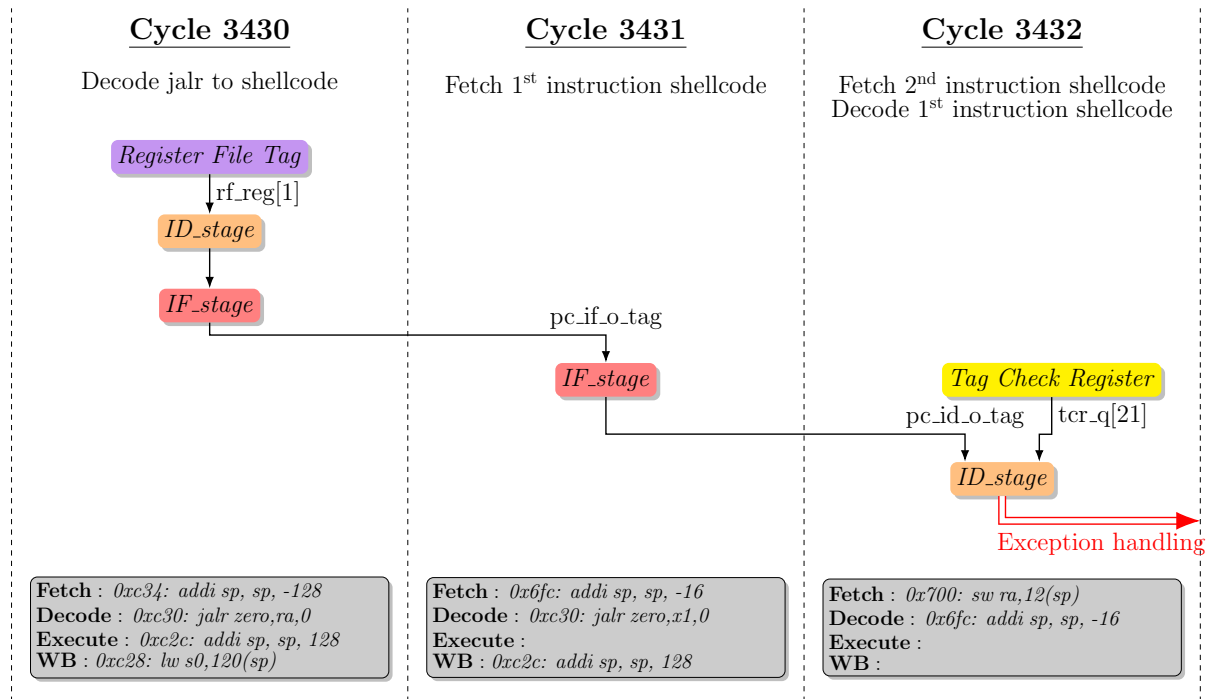 Cycle 3430
Decode jalr to shellcode
Register File Tag
rf_reg[1]
ID_stage
IF_stage
Fetch : 0xc34: addi sp, sp, -128
Decode : 0xc30: jalr zero,ra,0
Execute : 0xc2c: addi sp, sp, 128
WB : 0xc28: lw s0,120(sp)
Cycle 3431
Fetch 1st instruction shellcode
pc_if_o_tag
IF_stage
Fetch : 0x6fc: addi sp, sp, -16
Decode : 0xc30: jalr zero,x1,0
Execute :
WB : 0xc2c: addi sp, sp, 128
Cycle 3432
Fetch 2nd instruction shellcode
Decode 1st instruction shellcode
Tag Check Register
pc_id_o_tag
tcr_q[21]
ID_stage
Exception handling
Fetch : 0x700: sw ra,12(sp)
Decode : 0x6fc: addi sp, sp, -16
Execute :
WB :